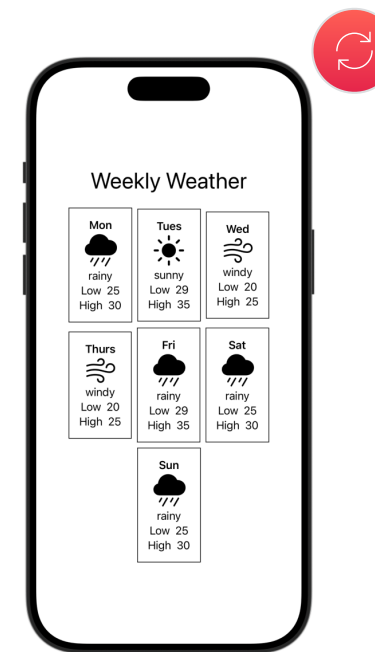 Weekly Weather
Mon
rainy
Low 25
High 30
Tues
sunny
Low 29
High 35
Wed
windy
Low 20
High 25
Thurs
windy
Low 20
High 25
Fri
rainy
Low 29
High 35
Sat
rainy
Low 25
High 30
Sun
rainy
Low 25
High 30